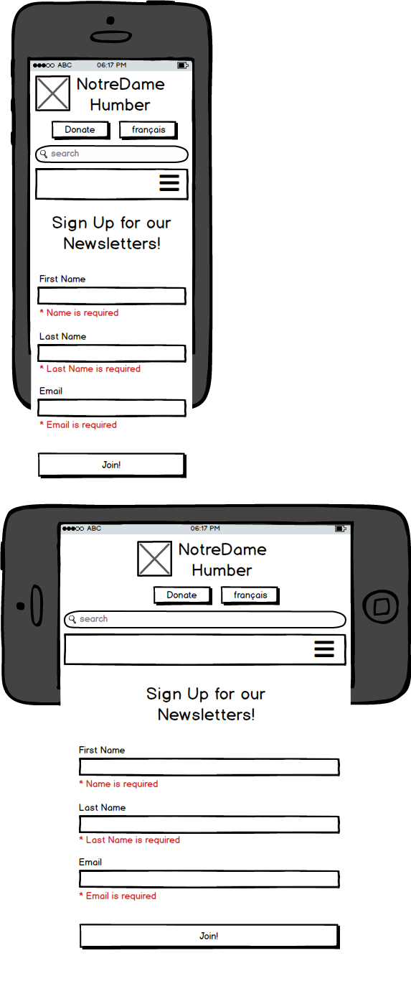 ABC 06:17 PM
NotreDame
Humber
Donate français
search
Sign Up for our
Newsletters!
First Name
* Name is required
Last Name
* Last Name is required
Email
* Email is required
Join!
ABC 06:17 PM
NotreDame
Humber
Donate français
search
Sign Up for our
Newsletters!
First Name
* Name is required
Last Name
* Last Name is required
Email
* Email is required
Join!